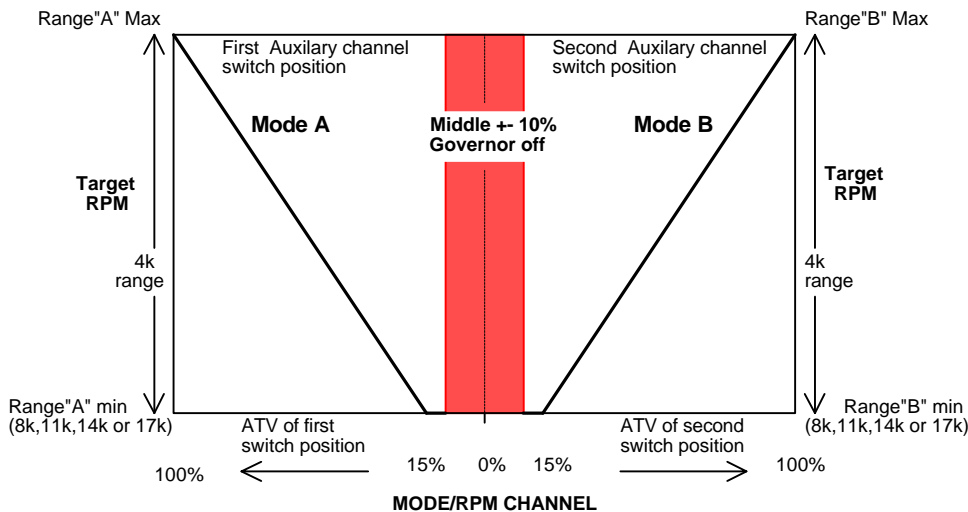 Range"A" Max
Range"B" Max
First Auxilary channel
switch position
Second Auxilary channel
switch position
Mode A
Middle +- 10%
Governor off
Mode B
Target
RPM
Target
RPM
4k
range
4k
range
Range"A" min
(8k,11k,14k or 17k)
Range"B" min
(8k,11k,14k or 17k)
ATV of first
switch position
ATV of second
switch position
100%
15%
0%
15%
100%
MODE/RPM CHANNEL